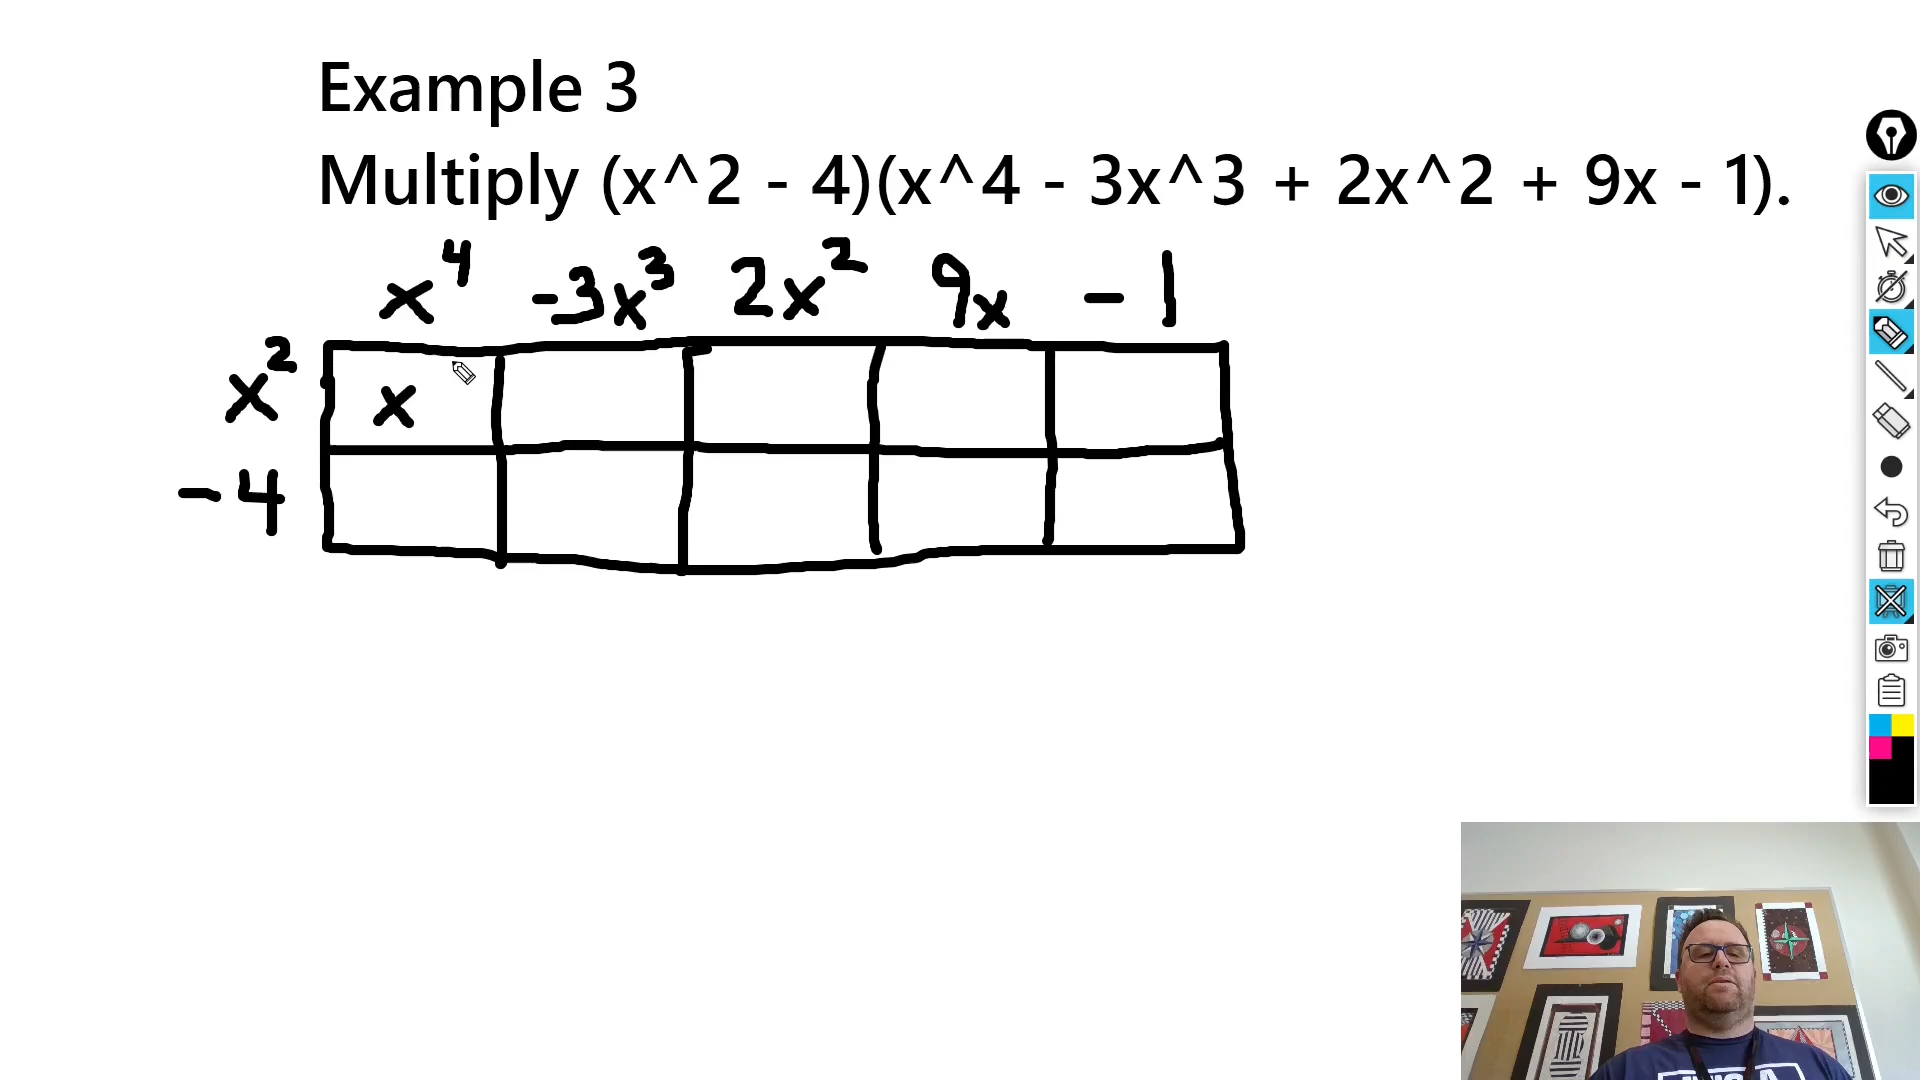 Example 3
Multiply (x^2 - 4)(x^4 - 3x^3 + 2x^2 + 9x - 1).
x⁴ -3x³ 2x² 9x -1
x² x
-4